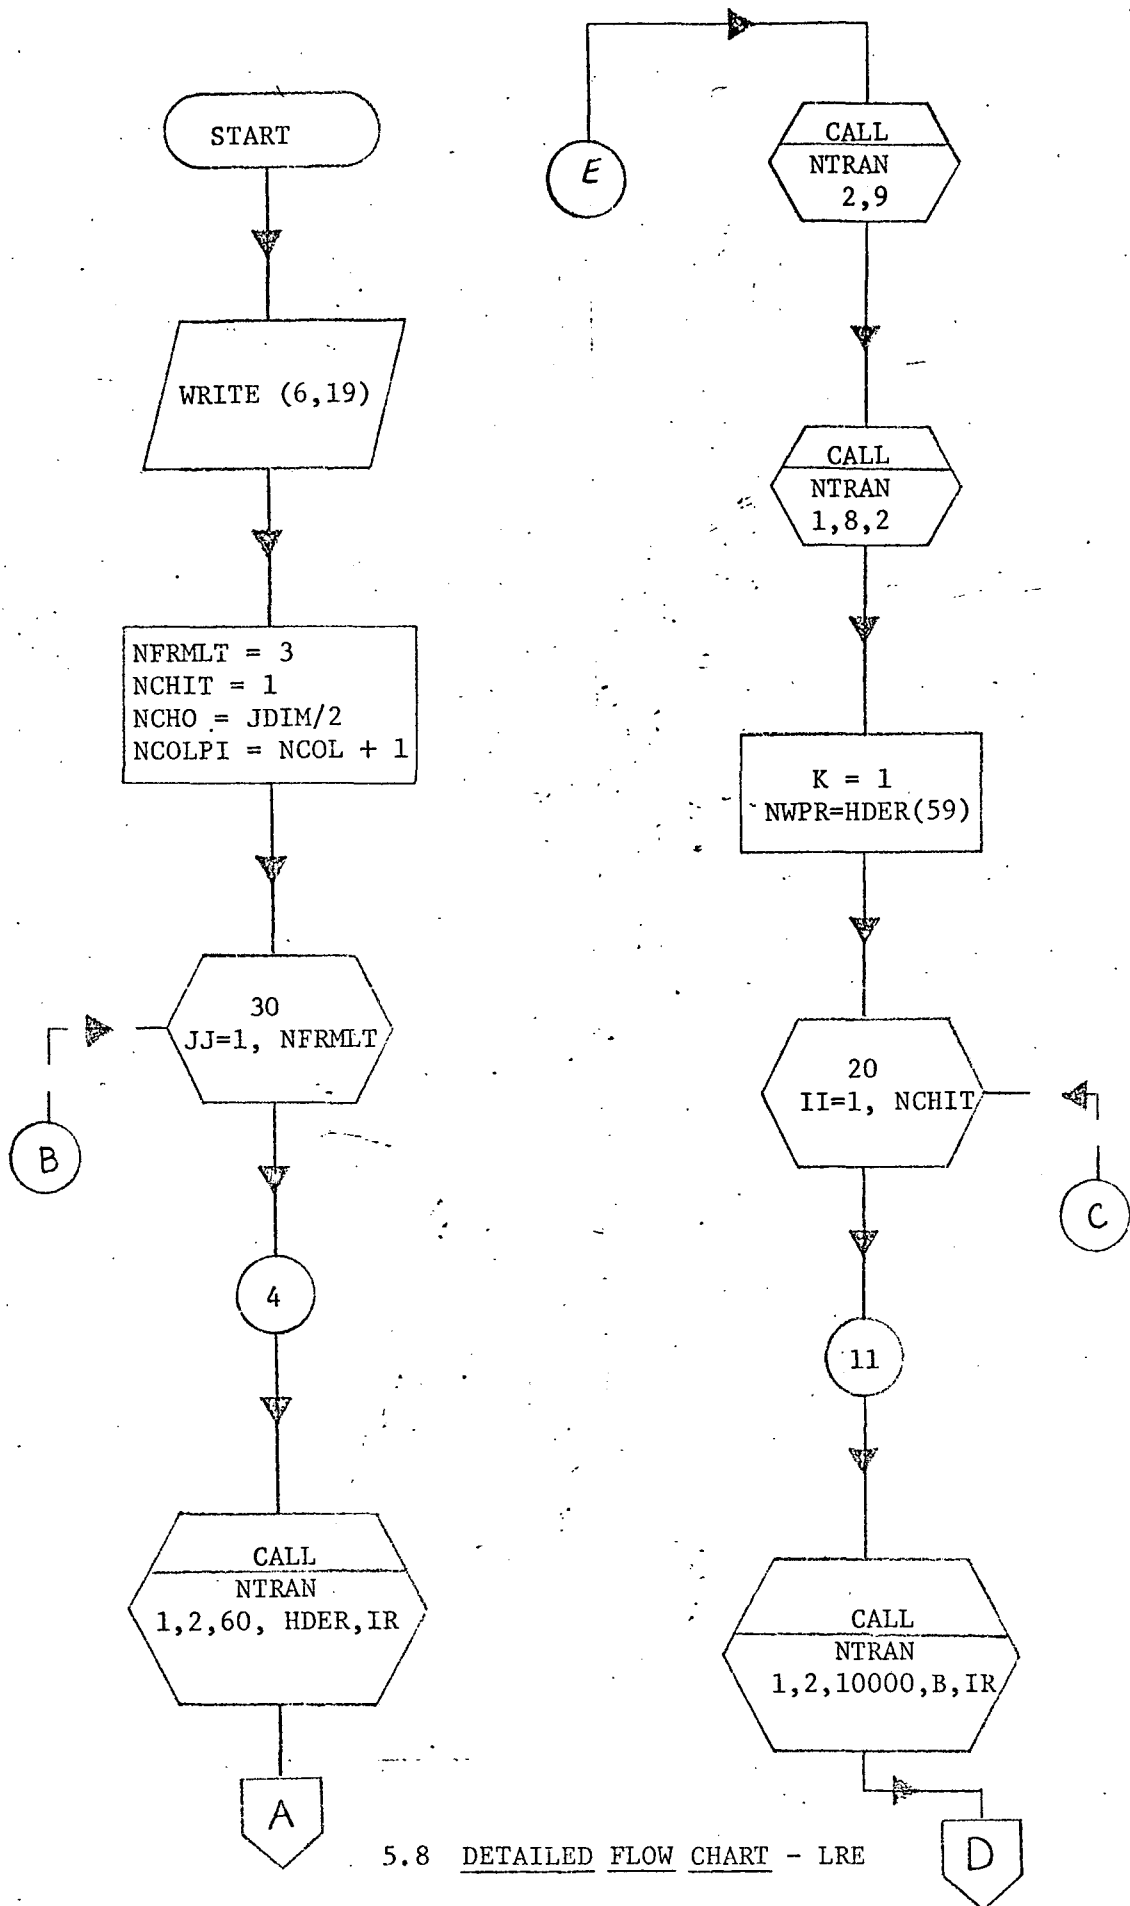 START
WRITE (6,19)
NFRMLT = 3
NCHIT = 1
NCHO = JDIM/2
NCOLPI = NCOL + 1
30
JJ=1, NFRMLT
B
4
CALL
NTRAN
1,2,60, HDER,IR
A
E
CALL
NTRAN
2,9
CALL
NTRAN
1,8,2
K = 1
NWPR=HDER(59)
20
II=1, NCHIT
C
11
CALL
NTRAN
1,2,10000,B,IR
D
5.8 DETAILED FLOW CHART - LRE